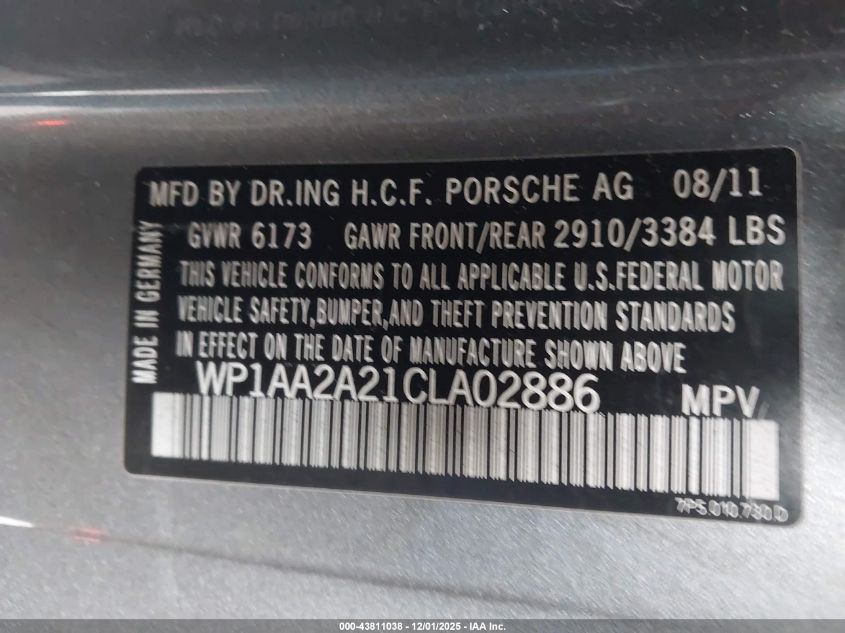 MFD BY DR.ING H.C.F. PORSCHE AG 08/11
GVWR 6173 GAWR FRONT/REAR 2910/3384 LBS
THIS VEHICLE CONFORMS TO ALL APPLICABLE U.S.FEDERAL MOTOR
VEHICLE SAFETY,BUMPER,AND THEFT PREVENTION STANDARDS
IN EFFECT ON THE DATE OF MANUFACTURE SHOWN ABOVE
WP1AA2A21CLA02886 MPV
MADE IN GERMANY
7P5.010.730.D
000-43811038 - 12/01/2025 - IAA Inc.